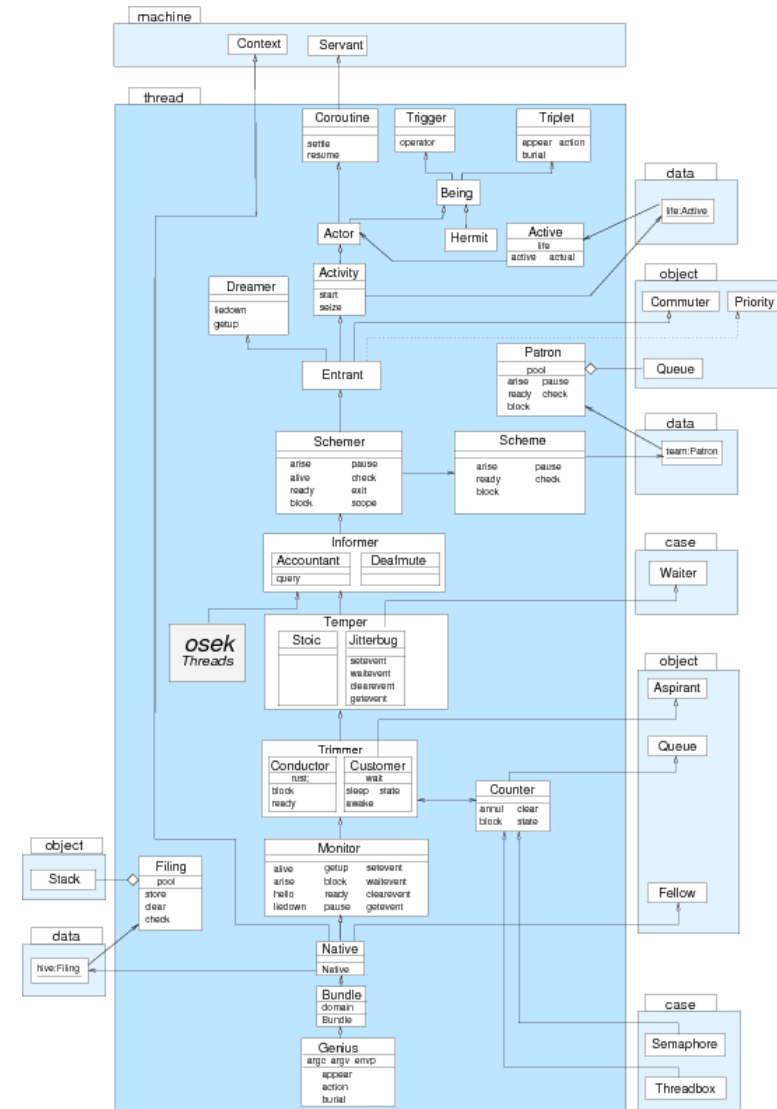 machine
Context
Servant
thread
Coroutine
settle
resume
Trigger
operator
Triplet
appear action
burial
Being
Actor
Hermit
Active
life
active actual
data
life:Active
Dreamer
liedown
getup
Activity
start
seize
object
Commuter
Priority
Queue
Entrant
Patron
pool
arise pause
ready check
block
data
team:Patron
Schemer
arise pause
alive check
ready exit
block scope
Scheme
arise pause
ready check
block
Informer
Accountant
query
Deafmute
case
Waiter
osek
Threads
Temper
Stoic
Jitterbug
setevent
waitevent
clearevent
getevent
object
Aspirant
Queue
Fellow
Trimmer
Conductor
rust;
block
ready
Customer
wait
sleep state
awake
Counter
annul clear
block state
Monitor
alive getup setevent
arise block waitevent
hello ready clearevent
liedown pause getevent
object
Stack
Filing
pool
store
clear
check
data
hive:Filing
Native
Native
Bundle
domain
Bundle
Genius
argc argv envp
appear
action
burial
case
Semaphore
Threadbox